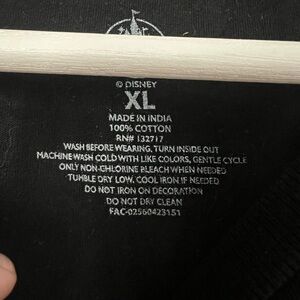 © DISNEY
XL
MADE IN INDIA
100% COTTON
RN# 132717
WASH BEFORE WEARING, TURN INSIDE OUT
MACHINE WASH COLD WITH LIKE COLORS, GENTLE CYCLE
ONLY NON-CHLORINE BLEACH WHEN NEEDED
TUMBLE DRY LOW. COOL IRON IF NEEDED
DO NOT IRON ON DECORATION
DO NOT DRY CLEAN
FAC-02560423151